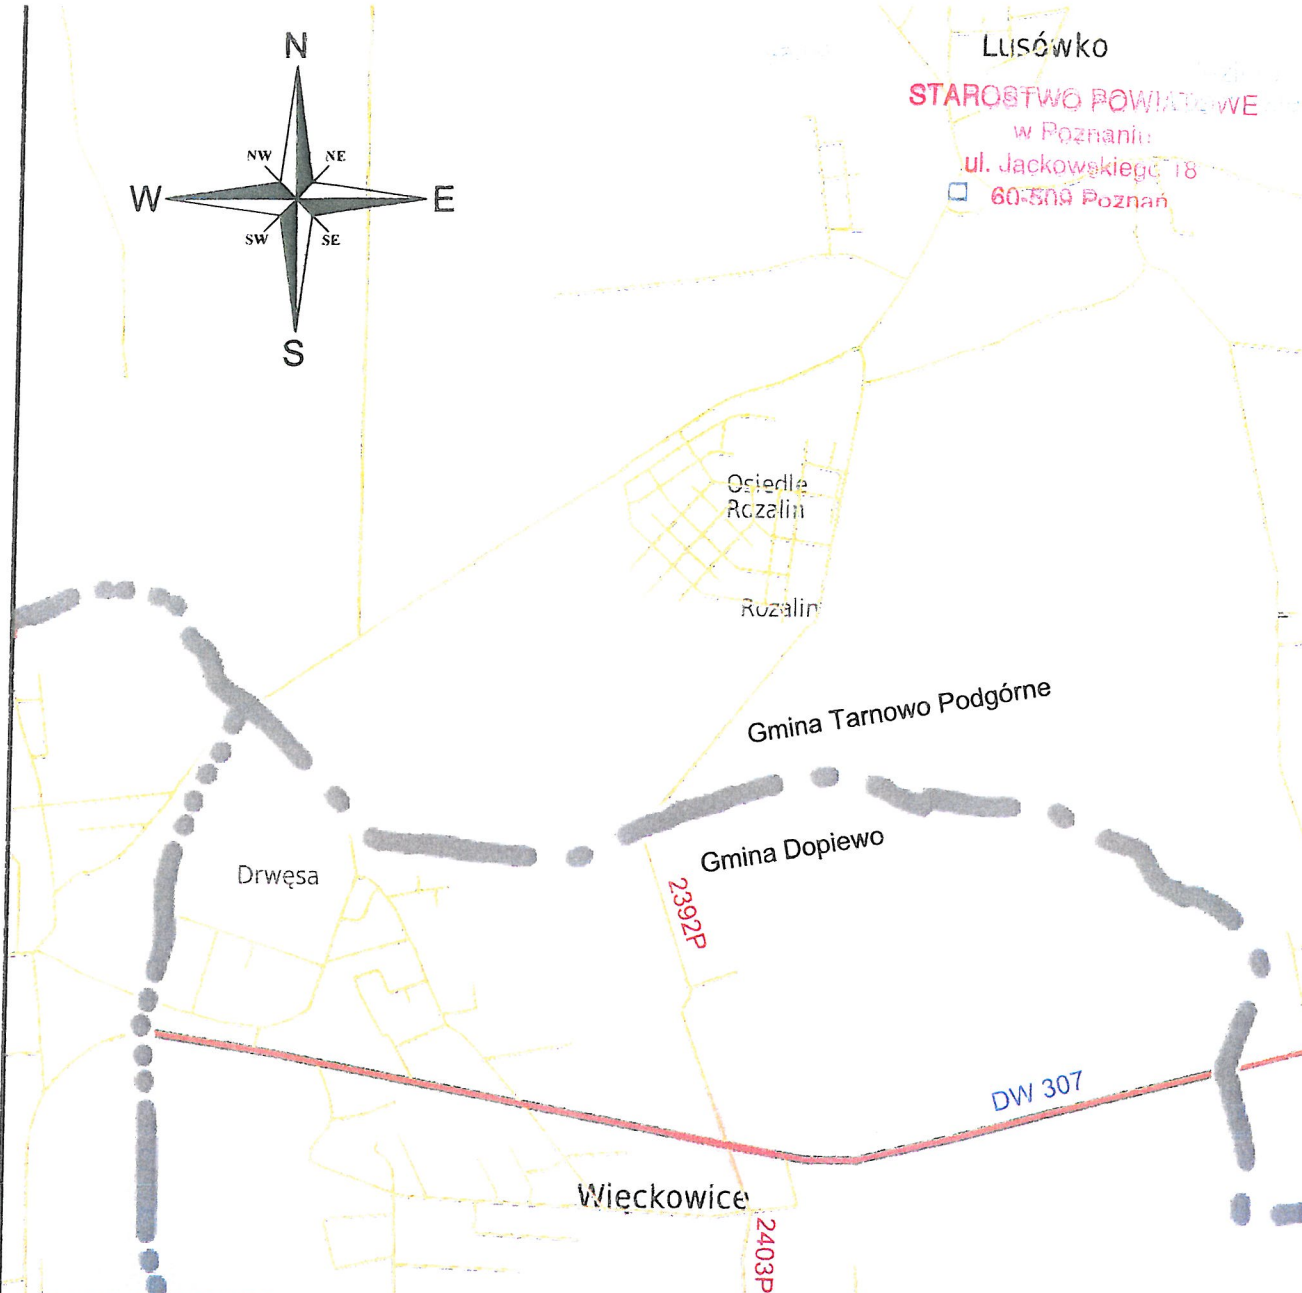 N
Lusówko
STAROSTWO POWIATOWE
w Poznaniu
ul. Jackowskiego 18
60-509 Poznań
NW
NE
W
E
SW
SE
S
Osiedle
Rozalin
Rozalin
Gmina Tarnowo Podgórne
Gmina Dopiewo
Drwęsa
2392P
DW 307
Więckowice
2403P